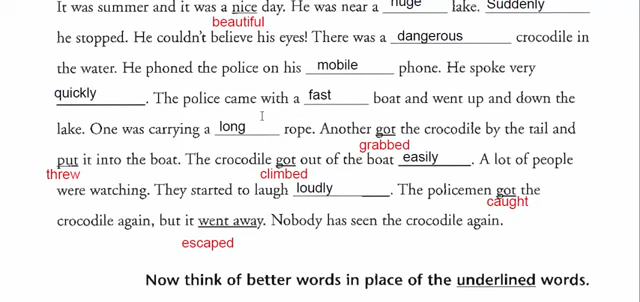 It was summer and it was a nice day. He was near a huge lake. Suddenly
beautiful
he stopped. He couldn't believe his eyes! There was a dangerous crocodile in
the water. He phoned the police on his mobile phone. He spoke very
quickly. The police came with a fast boat and went up and down the
lake. One was carrying a long rope. Another got the crocodile by the tail and
grabbed
put it into the boat. The crocodile got out of the boat easily. A lot of people
threw climbed
were watching. They started to laugh loudly. The policemen got the
caught
crocodile again, but it went away. Nobody has seen the crocodile again.
escaped
Now think of better words in place of the underlined words.